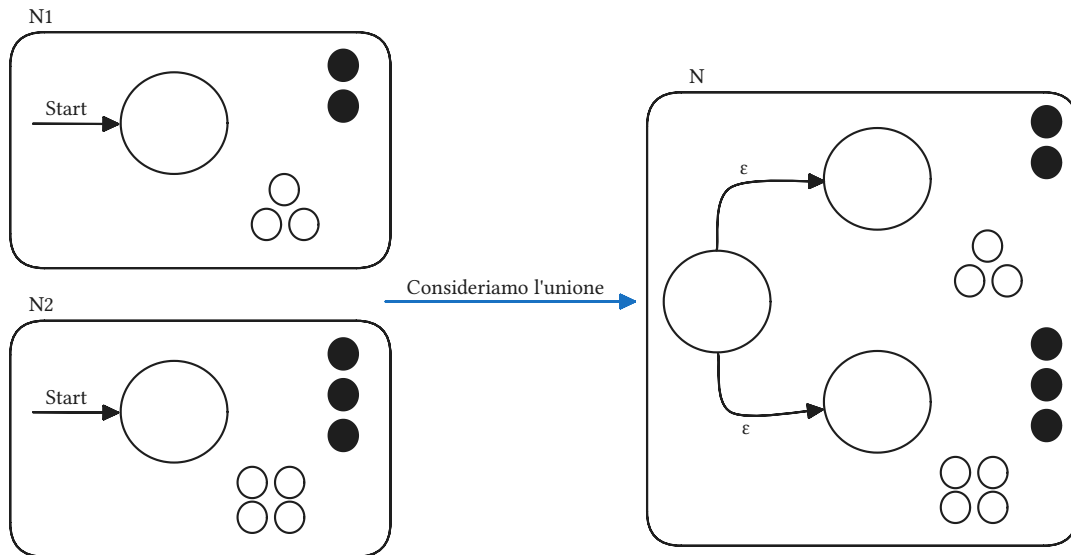 N1
Start
N2
Start
Consideriamo l'unione
N
ε
ε